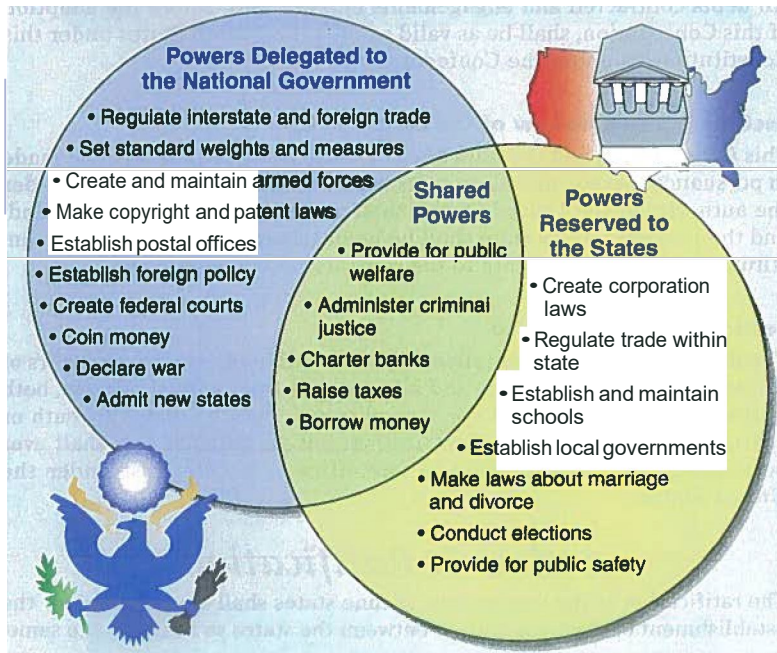 Powers Delegated to
the National Government
• Regulate interstate and foreign trade
• Set standard weights and measures
• Create and maintain armed forces
• Make copyright and patent laws
• Establish postal offices
• Establish foreign policy
• Create federal courts
• Coin money
• Declare war
• Admit new states
Shared
Powers
• Provide for public
welfare
• Administer criminal
justice
• Charter banks
• Raise taxes
• Borrow money
Powers
Reserved to
the States
• Create corporation
laws
• Regulate trade within
state
• Establish and maintain
schools
• Establish local governments
• Make laws about marriage
and divorce
• Conduct elections
• Provide for public safety